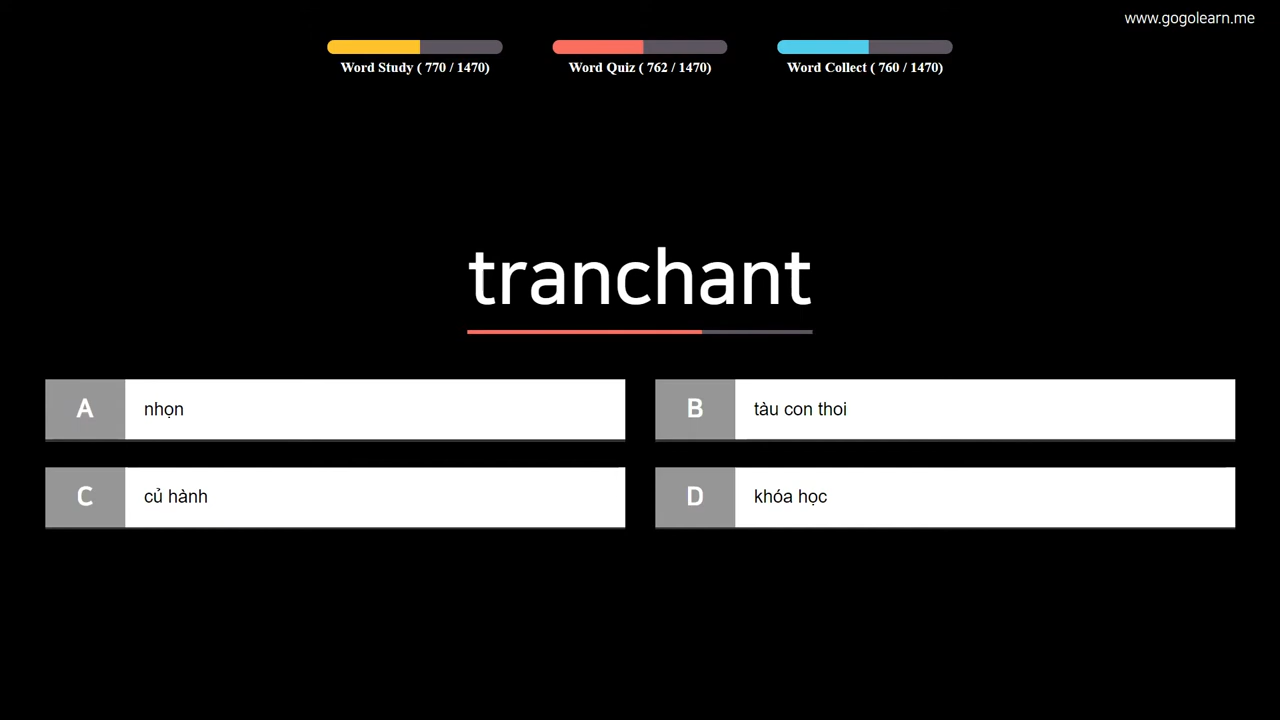 www.gogolearn.me
Word Study ( 770 / 1470)
Word Quiz ( 762 / 1470)
Word Collect ( 760 / 1470)
tranchant
A nhọn
B tàu con thoi
C củ hành
D khóa học